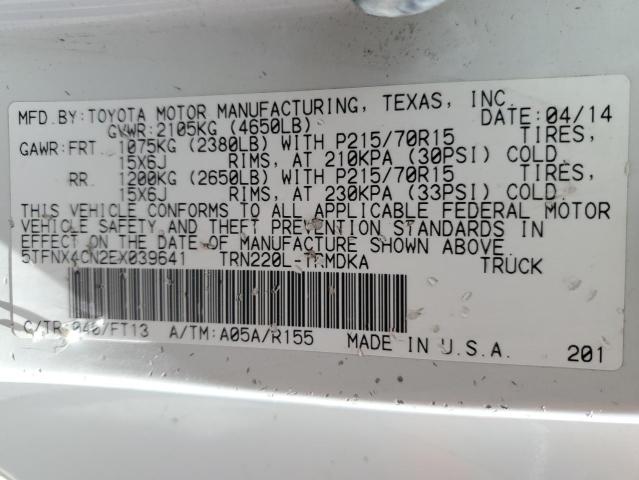 MFD.BY:TOYOTA MOTOR MANUFACTURING, TEXAS, INC.
GVWR:2105KG (4650LB) DATE:04/14
GAWR:FRT 1075KG (2380LB) WITH P215/70R15 TIRES,
15X6J RIMS, AT 210KPA (30PSI) COLD.
RR 1200KG (2650LB) WITH P215/70R15 TIRES,
15X6J RIMS, AT 230KPA (33PSI) COLD.
THIS VEHICLE CONFORMS TO ALL APPLICABLE FEDERAL MOTOR
VEHICLE SAFETY AND THEFT PREVENTION STANDARDS IN
EFFECT ON THE DATE OF MANUFACTURE SHOWN ABOVE.
5TFNX4CN2EX039641 TRN220L-TRMDKA TRUCK
C/TR:040/FT13 A/TM:A05A/R155 MADE IN U.S.A. 201